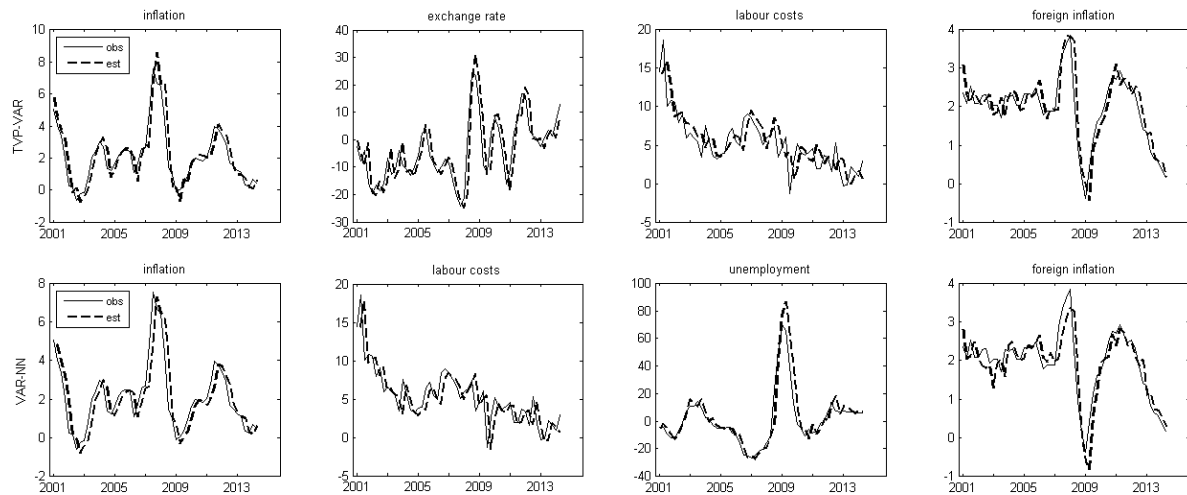 inflation
exchange rate
labour costs
foreign inflation
TVP-VAR
10
8
6
4
2
0
-2
obs
est
2001 2005 2009 2013
40
30
20
10
0
-10
-20
-30
2001 2005 2009 2013
20
15
10
5
0
-5
2001 2005 2009 2013
4
3
2
1
0
-1
2001 2005 2009 2013
inflation
labour costs
unemployment
foreign inflation
VAR-NN
8
6
4
2
0
-2
obs
est
2001 2005 2009 2013
20
15
10
5
0
-5
2001 2005 2009 2013
100
80
60
40
20
0
-20
-40
2001 2005 2009 2013
4
3
2
1
0
-1
2001 2005 2009 2013